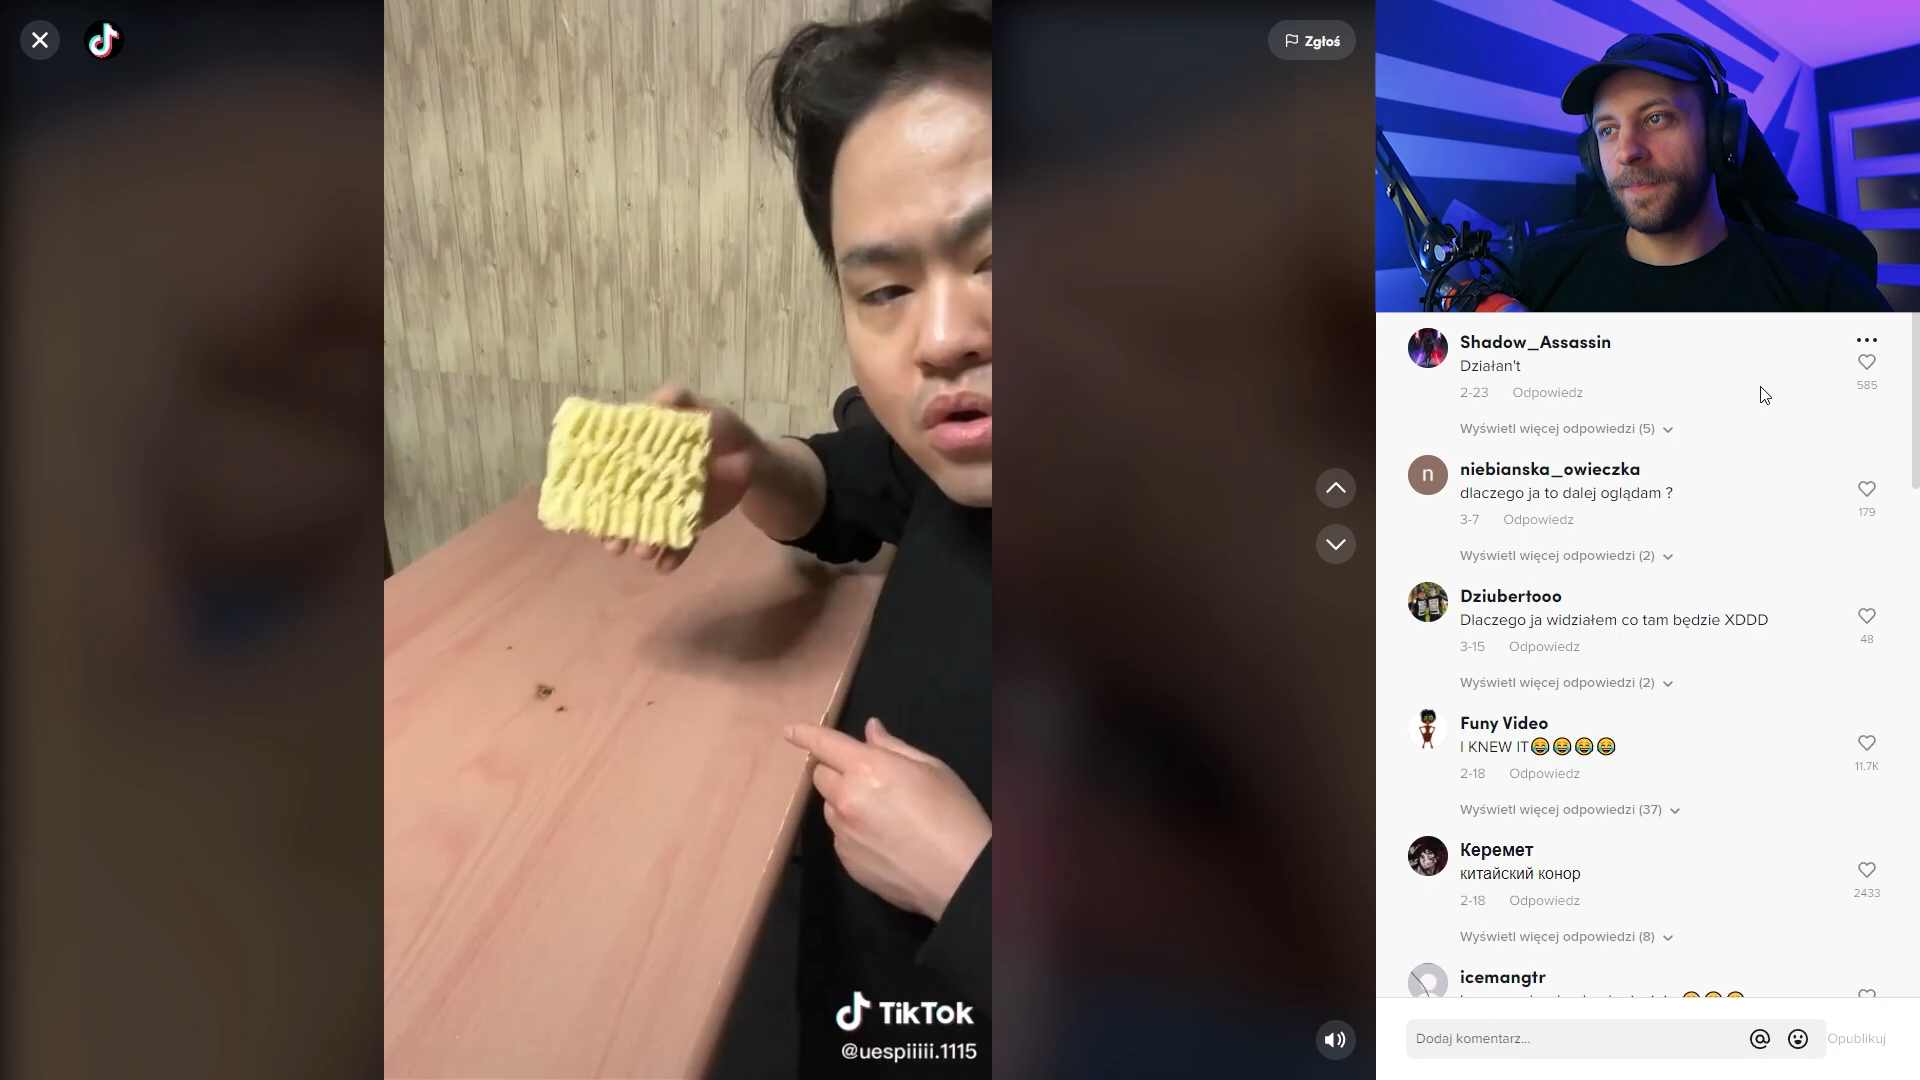 Zgłoś
TikTok
@uespiiiii.1115
Shadow_Assassin
Działan't
2-23 Odpowiedz
585
Wyświetl więcej odpowiedzi (5)
n
niebianska_owieczka
dlaczego ja to dalej oglądam ?
3-7 Odpowiedz
179
Wyświetl więcej odpowiedzi (2)
Dziubertooo
Dlaczego ja widziałem co tam będzie XDDD
3-15 Odpowiedz
48
Wyświetl więcej odpowiedzi (2)
Funy Video
I KNEW IT😂😂😂😂
2-18 Odpowiedz
11.7K
Wyświetl więcej odpowiedzi (37)
Керемет
китайский конор
2-18 Odpowiedz
2433
Wyświetl więcej odpowiedzi (8)
icemangtr
Dodaj komentarz...
Opublikuj